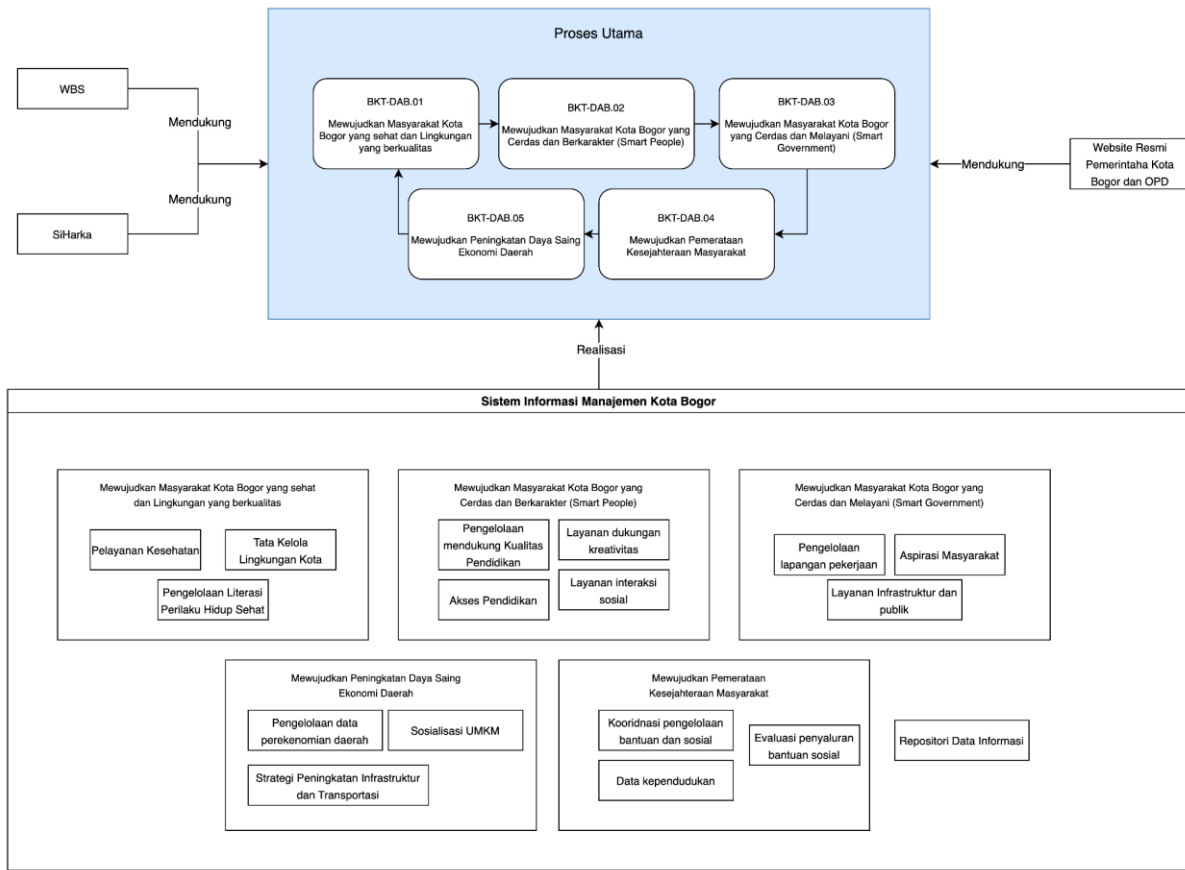 Proses Utama
WBS
Mendukung
Mendukung
SiHarka
BKT-DAB.01
Mewujudkan Masyarakat Kota
Bogor yang sehat dan Lingkungan
yang berkualitas
BKT-DAB.02
Mewujudkan Masyarakat Kota Bogor yang
Cerdas dan Berkarakter (Smart People)
BKT-DAB.03
Mewujudkan Masyarakat Kota Bogor
yang Cerdas dan Melayani (Smart
Government)
BKT-DAB.05
Mewujudkan Peningkatan Daya Saing
Ekonomi Daerah
BKT-DAB.04
Mewujudkan Pemerataan
Kesejahteraan Masyarakat
Mendukung
Website Resmi
Pemerintaha Kota
Bogor dan OPD
Realisasi
Sistem Informasi Manajemen Kota Bogor
Mewujudkan Masyarakat Kota Bogor yang sehat
dan Lingkungan yang berkualitas
Pelayanan Kesehatan
Tata Kelola
Lingkungan Kota
Pengelolaan Literasi
Perilaku Hidup Sehat
Mewujudkan Masyarakat Kota Bogor yang
Cerdas dan Berkarakter (Smart People)
Pengelolaan
mendukung Kualitas
Pendidikan
Layanan dukungan
kreativitas
Akses Pendidikan
Layanan interaksi
sosial
Mewujudkan Masyarakat Kota Bogor yang
Cerdas dan Melayani (Smart Government)
Pengelolaan
lapangan pekerjaan
Aspirasi Masyarakat
Layanan Infrastruktur dan
publik
Mewujudkan Peningkatan Daya Saing
Ekonomi Daerah
Pengelolaan data
perekenomian daerah
Sosialisasi UMKM
Strategi Peningkatan Infrastruktur
dan Transportasi
Mewujudkan Pemerataan
Kesejahteraan Masyarakat
Kooridnasi pengelolaan
bantuan dan sosial
Evaluasi penyaluran
bantuan sosial
Data kependudukan
Repositori Data Informasi